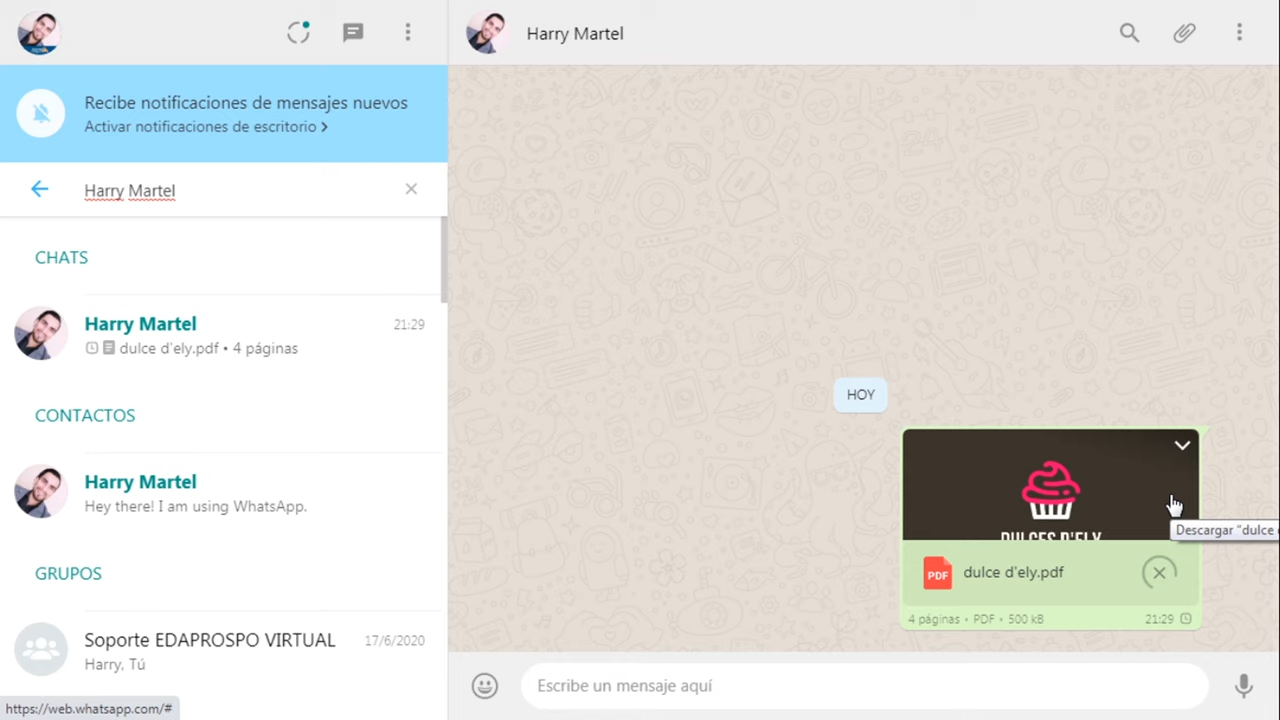 Recibe notificaciones de mensajes nuevos
Activar notificaciones de escritorio >
Harry Martel
CHATS
Harry Martel
21:29
dulce d'ely.pdf • 4 páginas
CONTACTOS
Harry Martel
Hey there! I am using WhatsApp.
GRUPOS
Soporte EDAPROSPO VIRTUAL
17/6/2020
Harry, Tú
https://web.whatsapp.com/#
Harry Martel
HOY
DULCES D'ELY
Descargar "dulce
PDF
dulce d'ely.pdf
4 páginas • PDF • 500 kB
21:29
Escribe un mensaje aquí